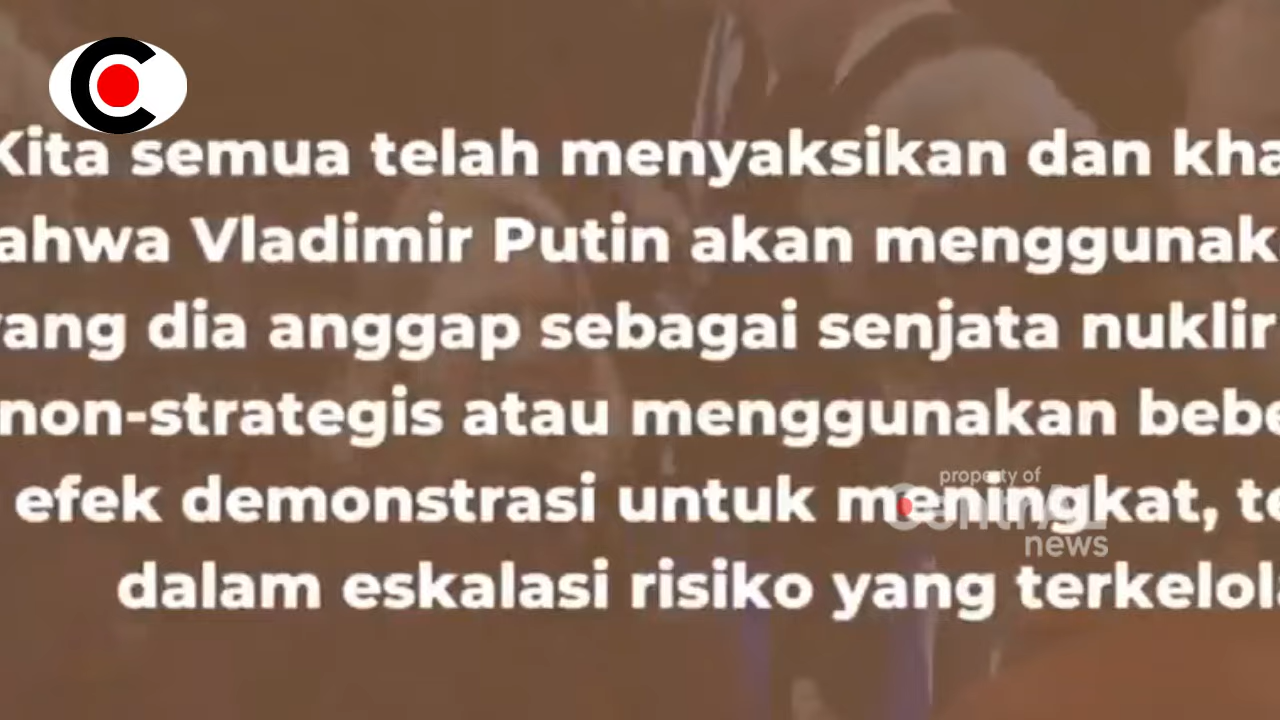 Kita semua telah menyaksikan dan kha
ahwa Vladimir Putin akan menggunak
yang dia anggap sebagai senjata nuklir
non-strategis atau menggunakan bebe
efek demonstrasi untuk meningkat, te
dalam eskalasi risiko yang terkelola
property of
CentrAL
news